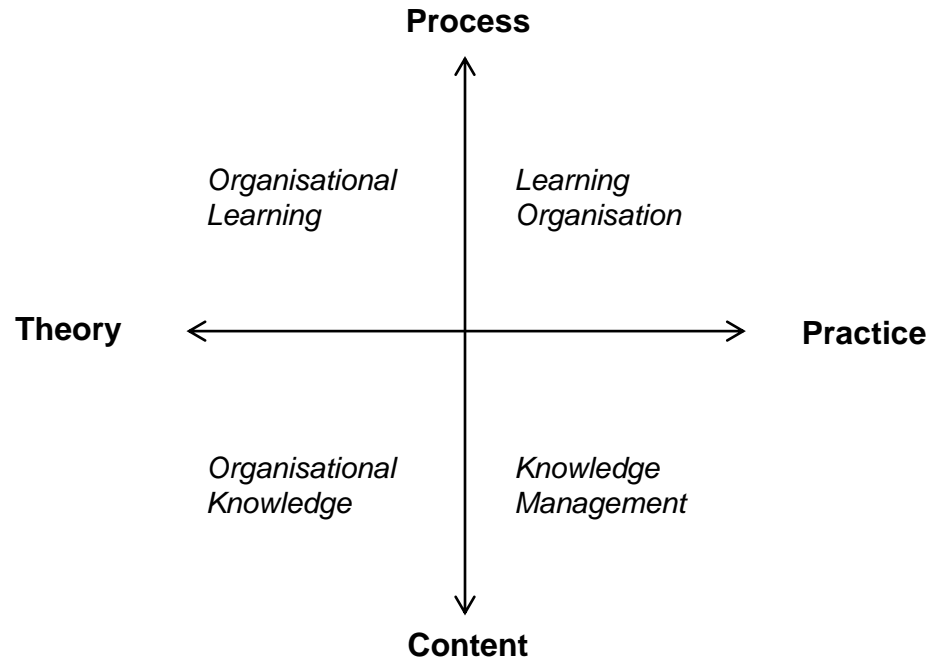 Process
Organisational
Learning
Learning
Organisation
Theory
Practice
Organisational
Knowledge
Knowledge
Management
Content